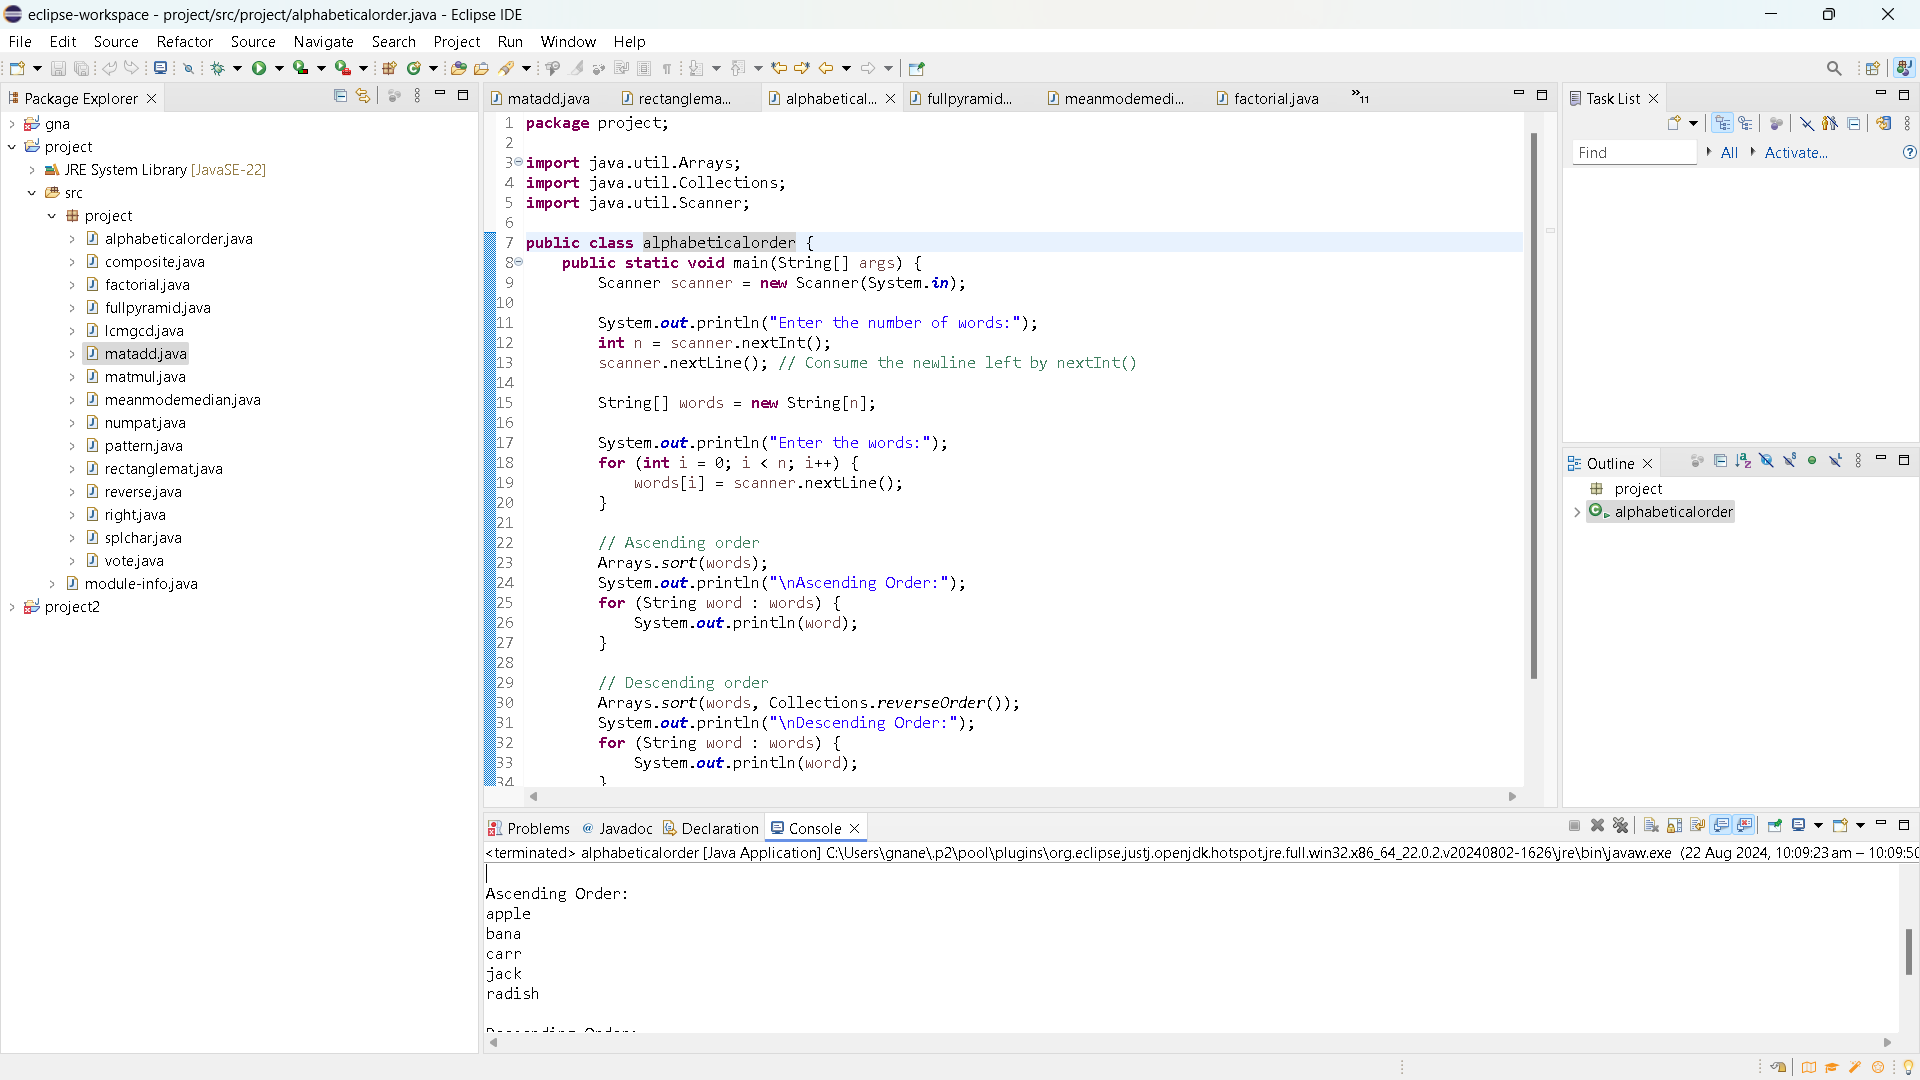 eclipse-workspace - project/src/project/alphabeticalorder.java - Eclipse IDE
File Edit Source Refactor Source Navigate Search Project Run Window Help
Package Explorer
gna
project
JRE System Library [JavaSE-22]
src
project
alphabeticalorder.java
composite.java
factorial.java
fullpyramid.java
lcmgcd.java
matadd.java
matmul.java
meanmodemedian.java
numpat.java
pattern.java
rectanglemat.java
reverse.java
right.java
splchar.java
vote.java
module-info.java
project2
matadd.java rectanglema... alphabetical... fullpyramid... meanmodemedi... factorial.java »11
1 package project;
2
3 import java.util.Arrays;
4 import java.util.Collections;
5 import java.util.Scanner;
6
7 public class alphabeticalorder {
8 public static void main(String[] args) {
9 Scanner scanner = new Scanner(System.in);
10
11 System.out.println("Enter the number of words:");
12 int n = scanner.nextInt();
13 scanner.nextLine(); // Consume the newline left by nextInt()
14
15 String[] words = new String[n];
16
17 System.out.println("Enter the words:");
18 for (int i = 0; i < n; i++) {
19 words[i] = scanner.nextLine();
20 }
21
22 // Ascending order
23 Arrays.sort(words);
24 System.out.println("\nAscending Order:");
25 for (String word : words) {
26 System.out.println(word);
27 }
28
29 // Descending order
30 Arrays.sort(words, Collections.reverseOrder());
31 System.out.println("\nDescending Order:");
32 for (String word : words) {
33 System.out.println(word);
34 }
Task List
Find All Activate...
Outline
project
alphabeticalorder
Problems Javadoc Declaration Console
<terminated> alphabeticalorder [Java Application] C:\Users\gnane\.p2\pool\plugins\org.eclipse.justj.openjdk.hotspot.jre.full.win32.x86_64_22.0.2.v20240802-1626\jre\bin\javaw.exe (22 Aug 2024, 10:09:23 am – 10:09:50
Ascending Order:
apple
bana
carr
jack
radish
Descending Order: